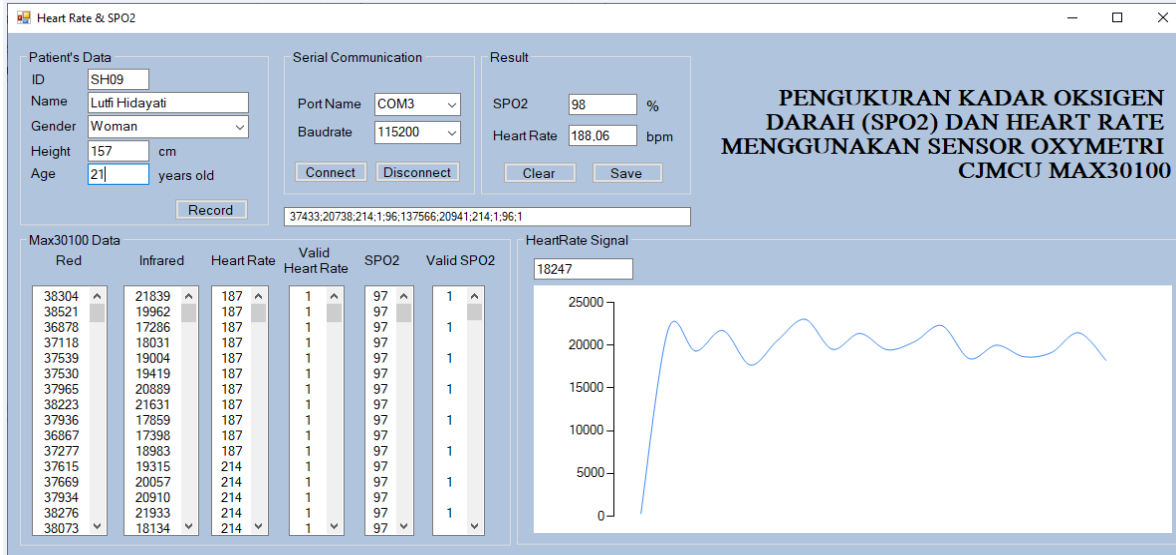 Heart Rate & SPO2
Patient's Data
ID SH09
Name Lutfi Hidayati
Gender Woman
Height 157 cm
Age 21 years old
Record
Serial Communication
Port Name COM3
Baudrate 115200
Connect Disconnect
Result
SPO2 98 %
Heart Rate 188,06 bpm
Clear Save
PENGUKURAN KADAR OKSIGEN
DARAH (SPO2) DAN HEART RATE
MENGGUNAKAN SENSOR OXYMETRI
CJMCU MAX30100
37433;20738;214;1;96;137566;20941;214;1;96;1
Max30100 Data
Red Infrared Heart Rate Valid Heart Rate SPO2 Valid SPO2
38304 21839 187 1 97 1
38521 19962 187 1 97
36878 17286 187 1 97 1
37118 18031 187 1 97
37539 19004 187 1 97 1
37530 19419 187 1 97
37965 20889 187 1 97 1
38223 21631 187 1 97
37936 17859 187 1 97 1
36867 17398 187 1 97
37277 18983 187 1 97 1
37615 19315 214 1 97
37669 20057 214 1 97 1
37934 20910 214 1 97
38276 21933 214 1 97 1
38073 18134 214 1 97
HeartRate Signal
18247
25000
20000
15000
10000
5000
0